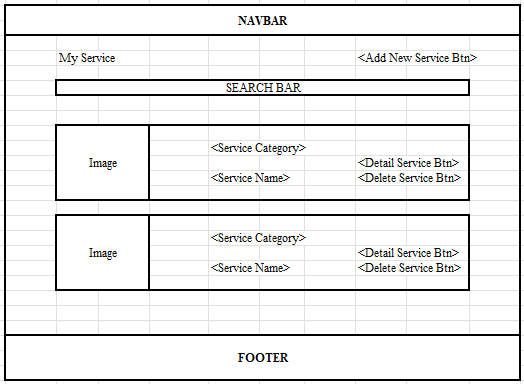 NAVBAR
My Service <Add New Service Btn>
SEARCH BAR
<Service Category>
Image <Detail Service Btn>
<Service Name> <Delete Service Btn>
<Service Category>
Image <Detail Service Btn>
<Service Name> <Delete Service Btn>
FOOTER